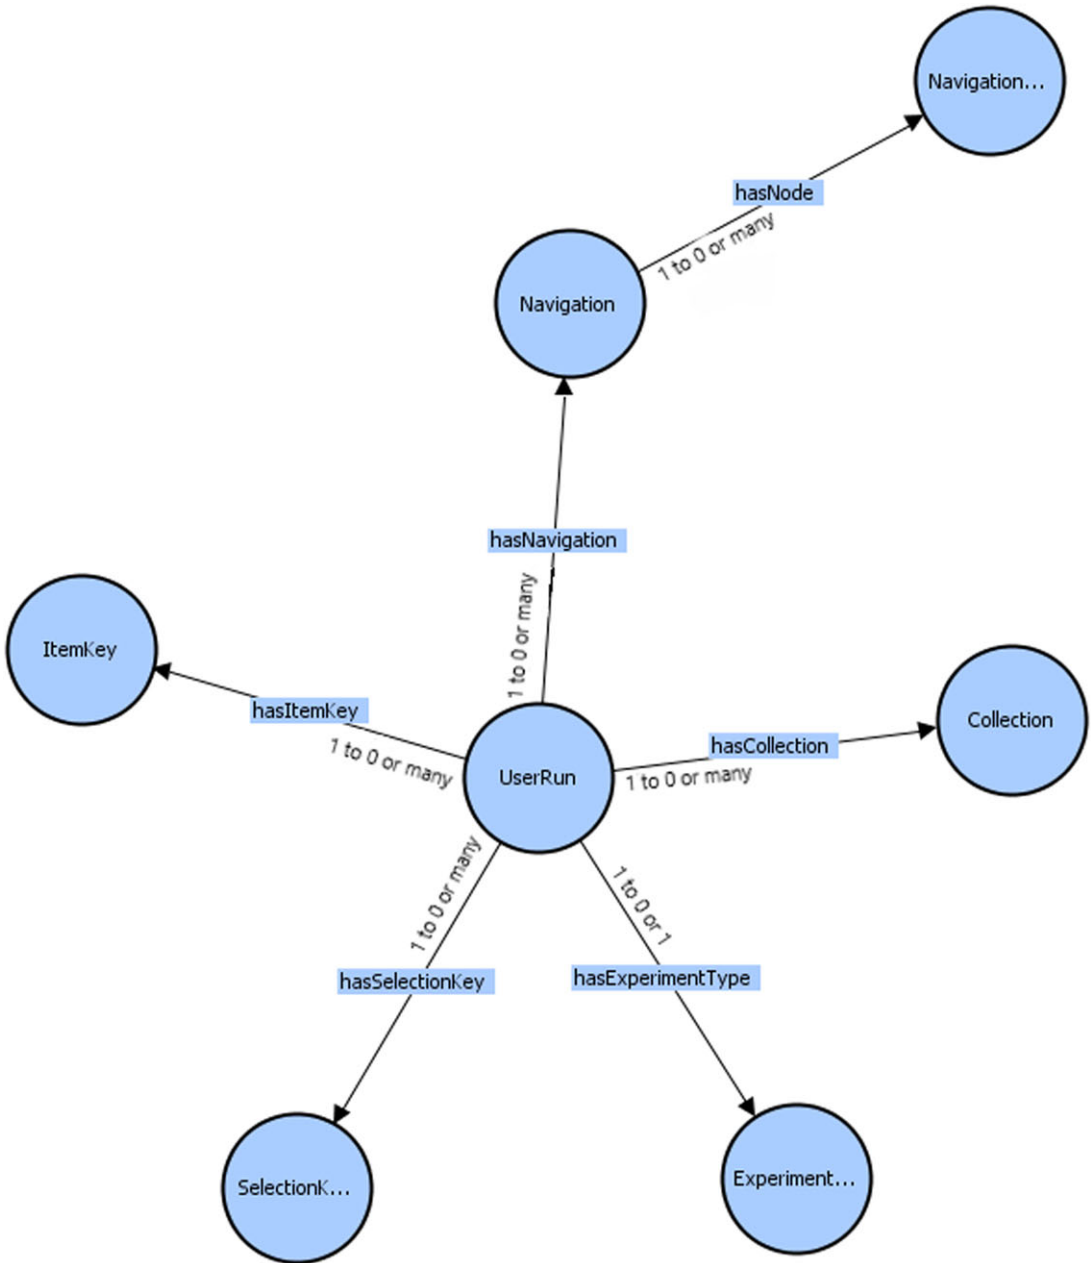 Navigation...
hasNode
1 to 0 or many
Navigation
hasNavigation
1 to 0 or many
ItemKey
hasItemKey
1 to 0 or many
UserRun
Collection
hasCollection
1 to 0 or many
1 to 0 or many
hasSelectionKey
1 to 0 or 1
hasExperimentType
SelectionK...
Experiment...